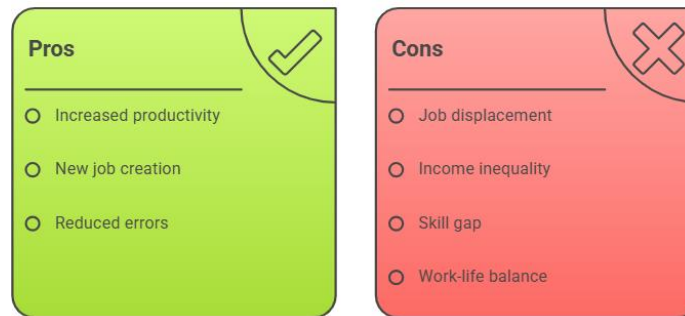 Pros
Increased productivity
New job creation
Reduced errors
Cons
Job displacement
Income inequality
Skill gap
Work-life balance